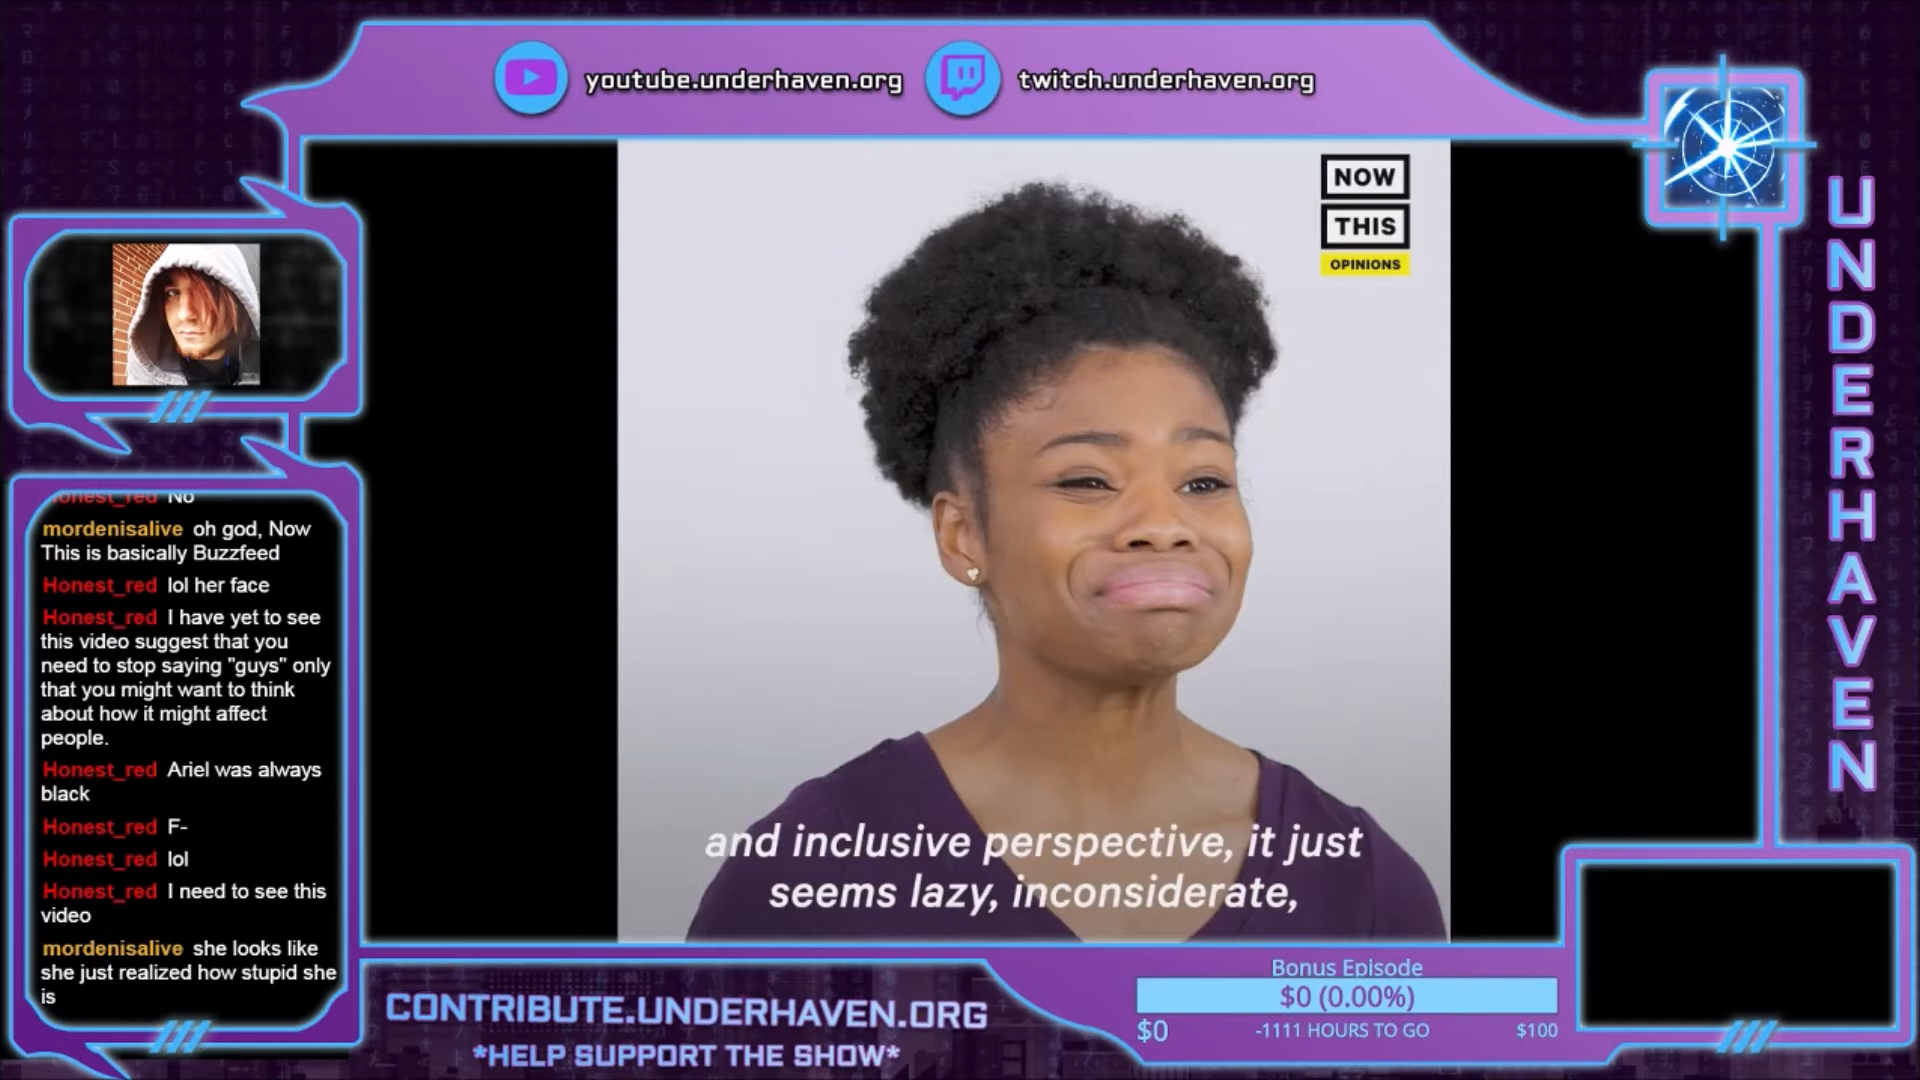 youtube.underhaven.org
twitch.underhaven.org
NOW
THIS
OPINIONS
UNDERHAVEN
Honest_red No
mordenisalive oh god, Now
This is basically Buzzfeed
Honest_red lol her face
Honest_red I have yet to see
this video suggest that you
need to stop saying "guys" only
that you might want to think
about how it might affect
people.
Honest_red Ariel was always
black
Honest_red F-
Honest_red lol
Honest_red I need to see this
video
mordenisalive she looks like
she just realized how stupid she
is
and inclusive perspective, it just
seems lazy, inconsiderate,
CONTRIBUTE.UNDERHAVEN.ORG
*HELP SUPPORT THE SHOW*
Bonus Episode
$0 (0.00%)
$0 -1111 HOURS TO GO $100